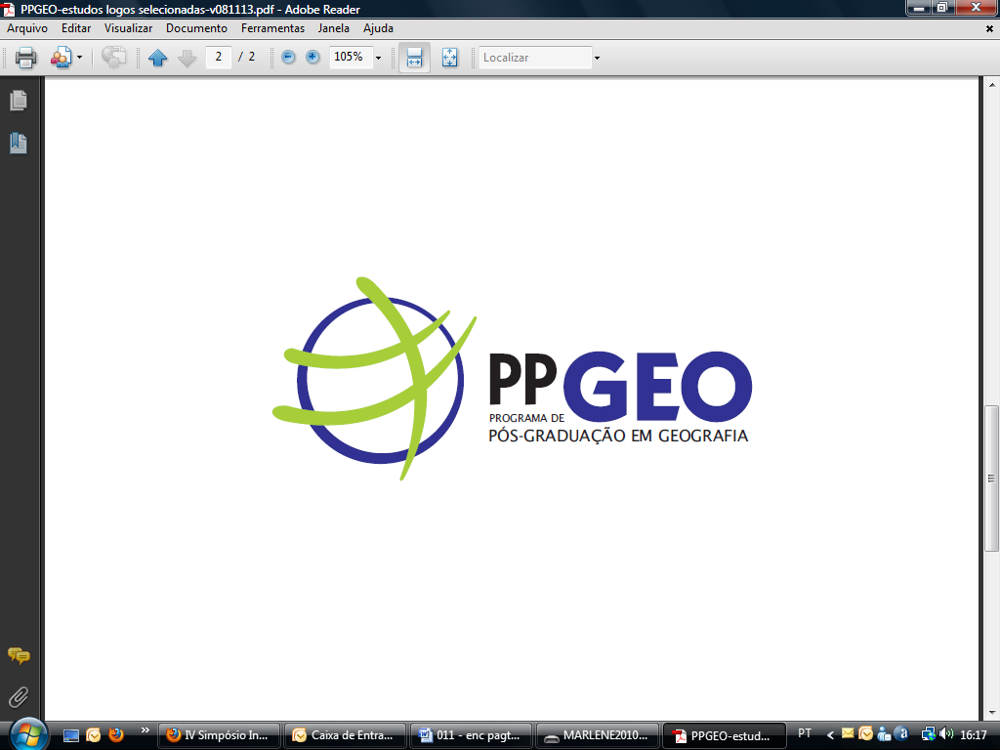 PPGEO-estudos logos selecionadas-v081113.pdf - Adobe Reader
Arquivo Editar Visualizar Documento Ferramentas Janela Ajuda
2 / 2 105% Localizar
PPGEO
PROGRAMA DE
PÓS-GRADUAÇÃO EM GEOGRAFIA
IV Simpósio In... Caixa de Entra... 011 - enc pagt... MARLENE2010... PPGEO-estud... PT 16:17